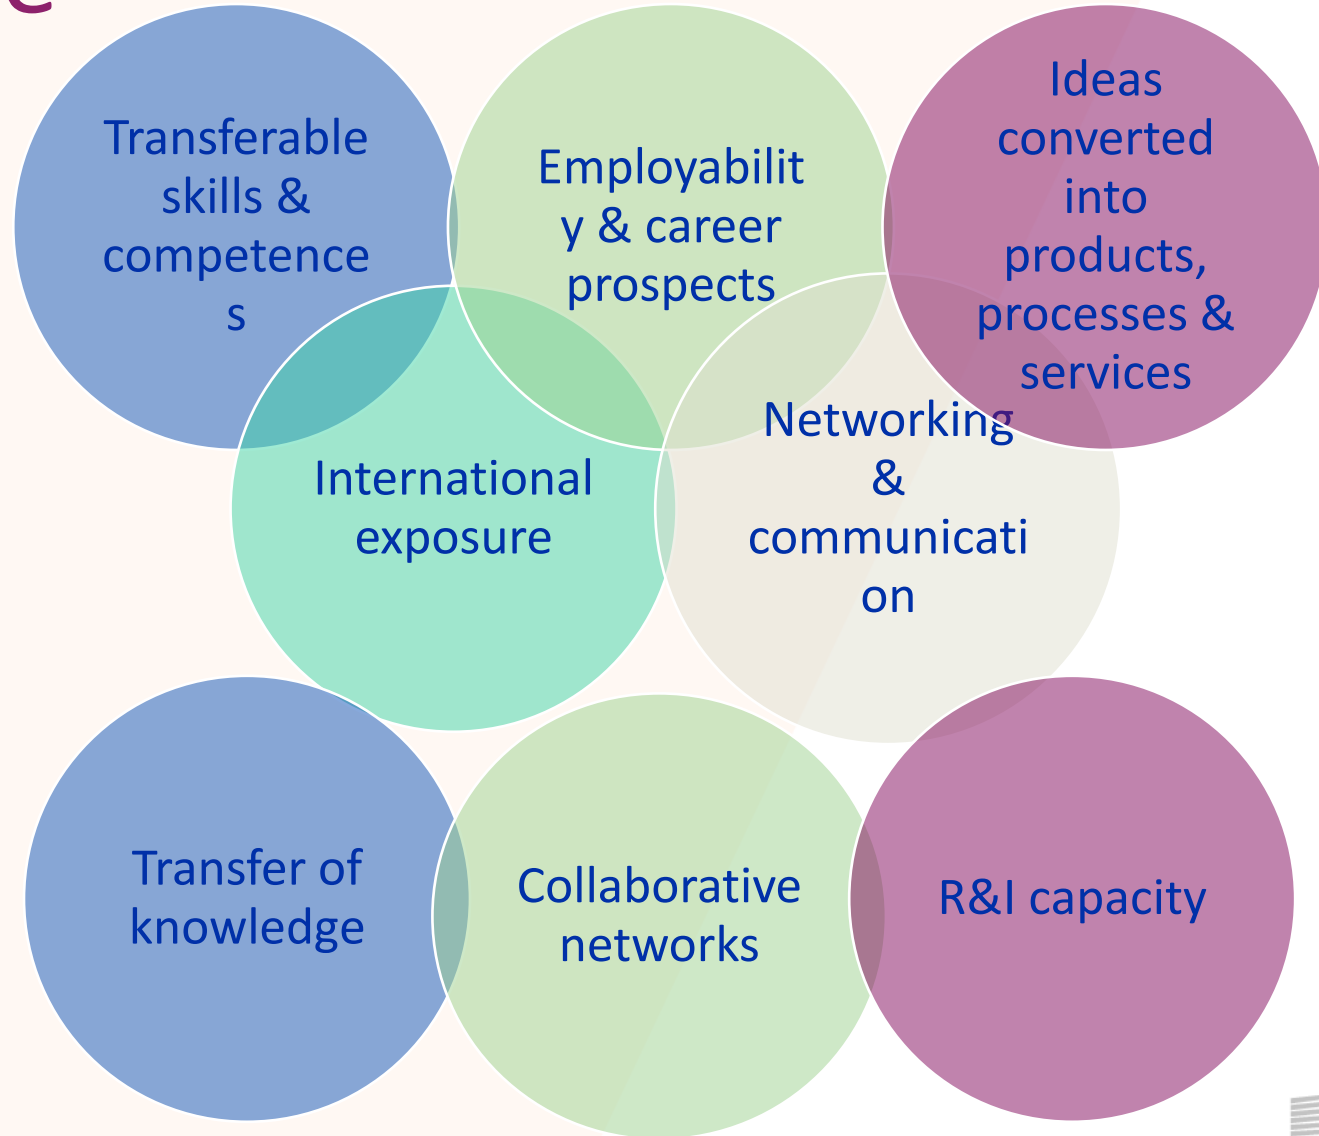 Transferable
skills &
competence
s
Employabilit
y & career
prospects
Ideas
converted
into
products,
processes &
services
International
exposure
Networking
&
communicati
on
Transfer of
knowledge
Collaborative
networks
R&I capacity